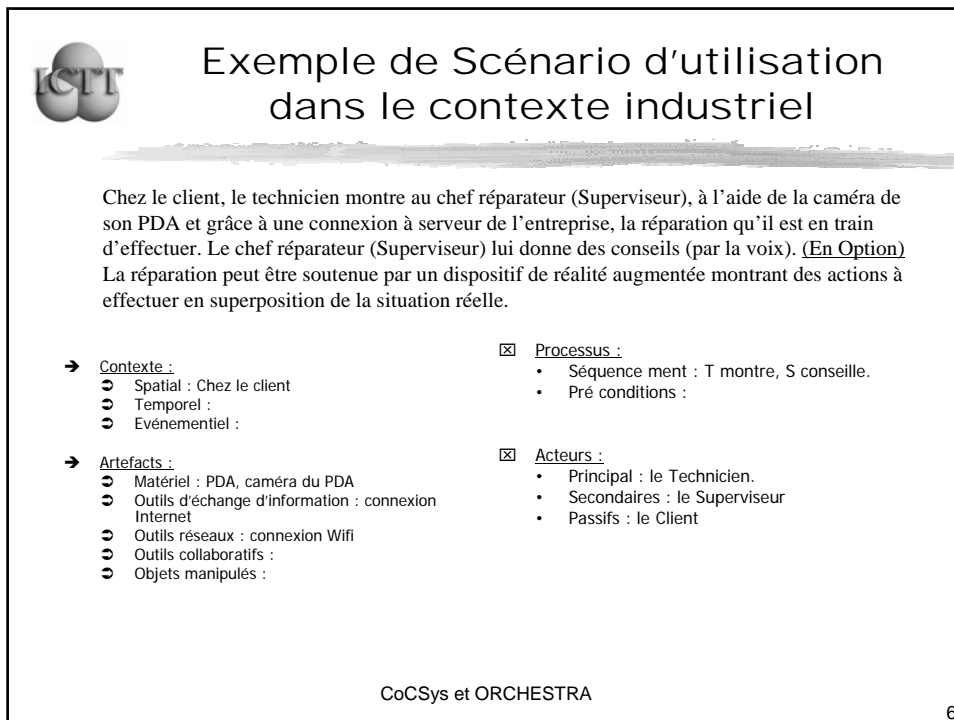 ICTT
Exemple de Scénario d'utilisation
dans le contexte industriel
Chez le client, le technicien montre au chef réparateur (Superviseur), à l’aide de la caméra de
son PDA et grâce à une connexion à serveur de l’entreprise, la réparation qu’il est en train
d’effectuer. Le chef réparateur (Superviseur) lui donne des conseils (par la voix). (En Option)
La réparation peut être soutenue par un dispositif de réalité augmentée montrant des actions à
effectuer en superposition de la situation réelle.
➔ Contexte :
➲ Spatial : Chez le client
➲ Temporel :
➲ Evénementiel :
➔ Artefacts :
➲ Matériel : PDA, caméra du PDA
➲ Outils d’échange d’information : connexion
Internet
➲ Outils réseaux : connexion Wifi
➲ Outils collaboratifs :
➲ Objets manipulés :
⌧ Processus :
• Séquence ment : T montre, S conseille.
• Pré conditions :
⌧ Acteurs :
• Principal : le Technicien.
• Secondaires : le Superviseur
• Passifs : le Client
CoCSys et ORCHESTRA
6